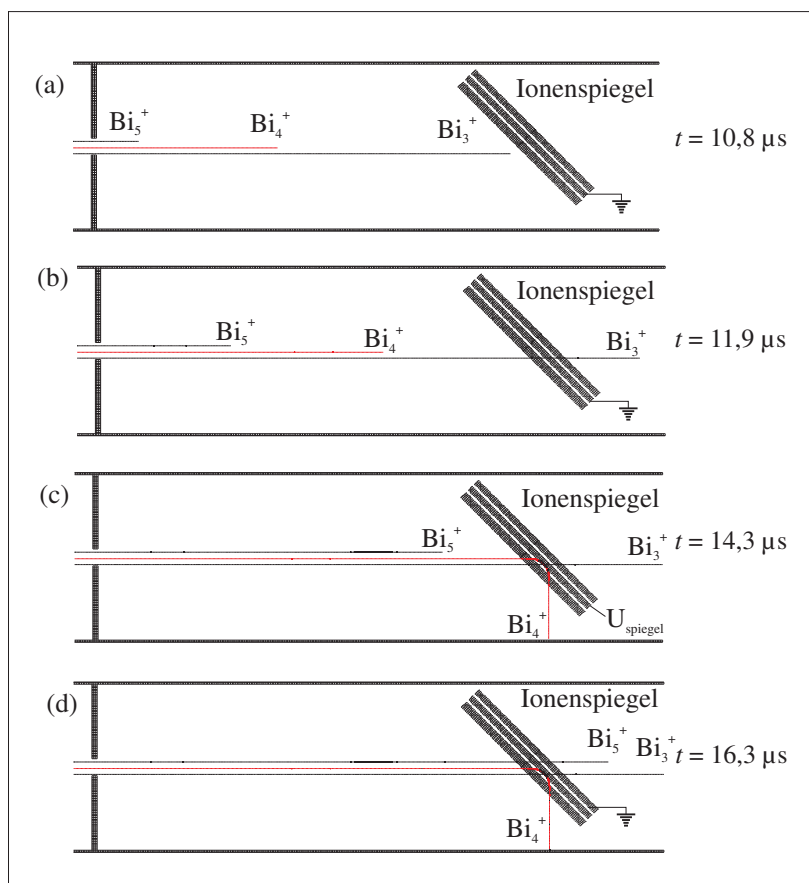 (a)
Ionenspiegel
Bi₅⁺ Bi₄⁺ Bi₃⁺
t = 10,8 µs
(b)
Ionenspiegel
Bi₅⁺ Bi₄⁺ Bi₃⁺ t = 11,9 µs
(c)
Ionenspiegel
Bi₅⁺ Bi₃⁺ t = 14,3 µs
Bi₄⁺ U_spiegel
(d)
Ionenspiegel
Bi₅⁺ Bi₃⁺ t = 16,3 µs
Bi₄⁺